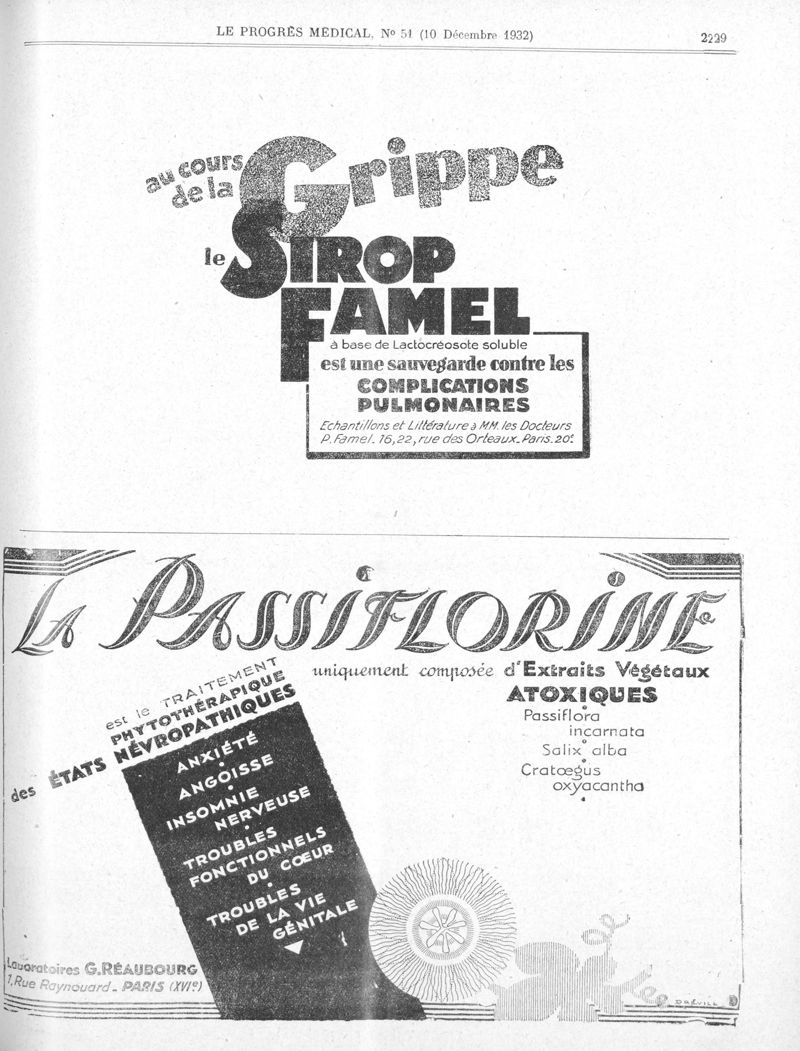 LE PROGRÈS MÉDICAL, Nº 51 (10 Décembre 1932)
2229
au cours
de la
Grippe
le SIROP
FAMEL
à base de Lactocréosote soluble
est une sauvegarde contre les
COMPLICATIONS
PULMONAIRES
Echantillons et Littérature à MM. les Docteurs
P. Famel. 16,22, rue des Orteaux. Paris. 20e.
LA PASSIFLORINE
uniquement composée d'Extraits Végétaux
ATOXIQUES
Passiflora
incarnata
Salix alba
Cratœgus
oxyacantha
est le TRAITEMENT
PHYTOTHÉRAPIQUE
des ÉTATS NÉVROPATHIQUES
ANXIÉTÉ
ANGOISSE
INSOMNIE
NERVEUSE
TROUBLES
FONCTIONNELS
DU CŒUR
TROUBLES
DE LA VIE
GÉNITALE
Laboratoires G.RÉAUBOURG
1, Rue Raynouard - PARIS (XVIe)